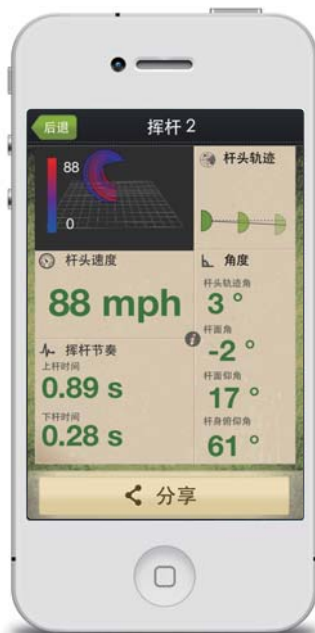 后退
挥杆 2
88
0
杆头轨迹
杆头速度
88 mph
角度
杆头轨迹角
3 °
杆面角
-2 °
杆面仰角
17 °
杆身俯仰角
61 °
挥杆节奏
上杆时间
0.89 s
下杆时间
0.28 s
i
分享